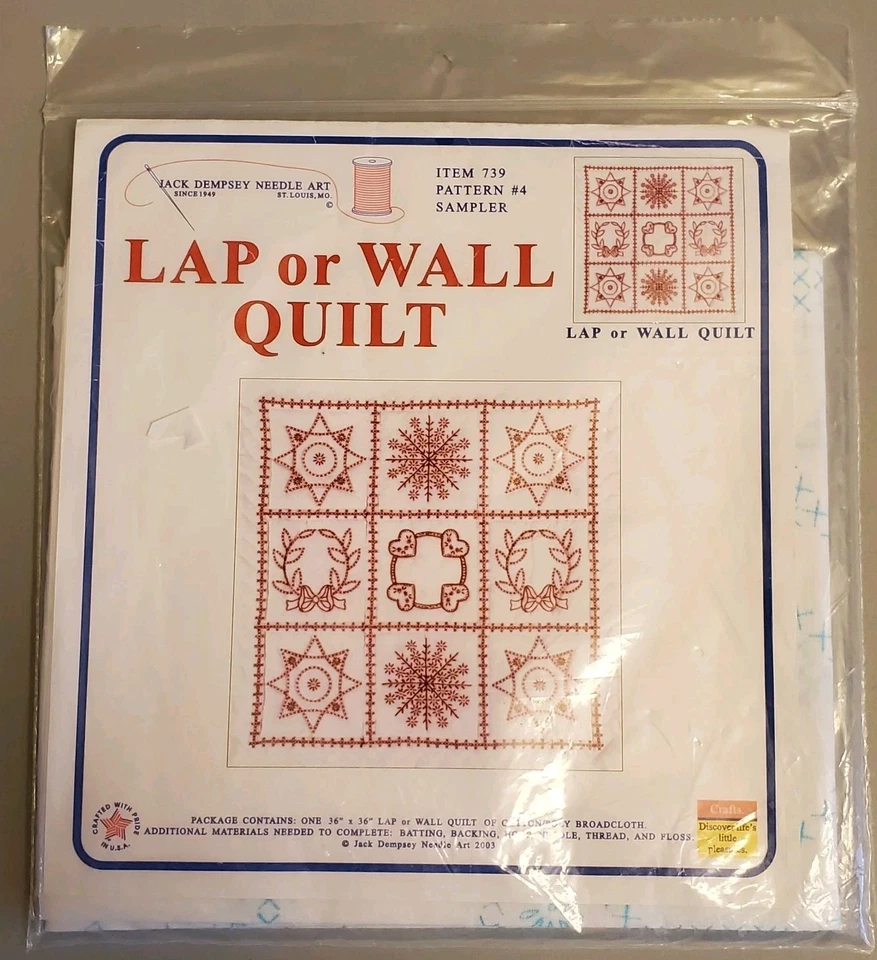 JACK DEMPSEY NEEDLE ART
SINCE 1949 ST. LOUIS, MO.
©
ITEM 739
PATTERN #4
SAMPLER
LAP or WALL
QUILT
LAP or WALL QUILT
CRAFTED WITH PRIDE
IN U.S.A.
PACKAGE CONTAINS: ONE 36" x 36" LAP or WALL QUILT OF BROADCLOTH.
ADDITIONAL MATERIALS NEEDED TO COMPLETE: BATTING, BACKING, THREAD, AND FLOSS.
© Jack Dempsey Needle Art 2003
Crafts
Discover life's
little